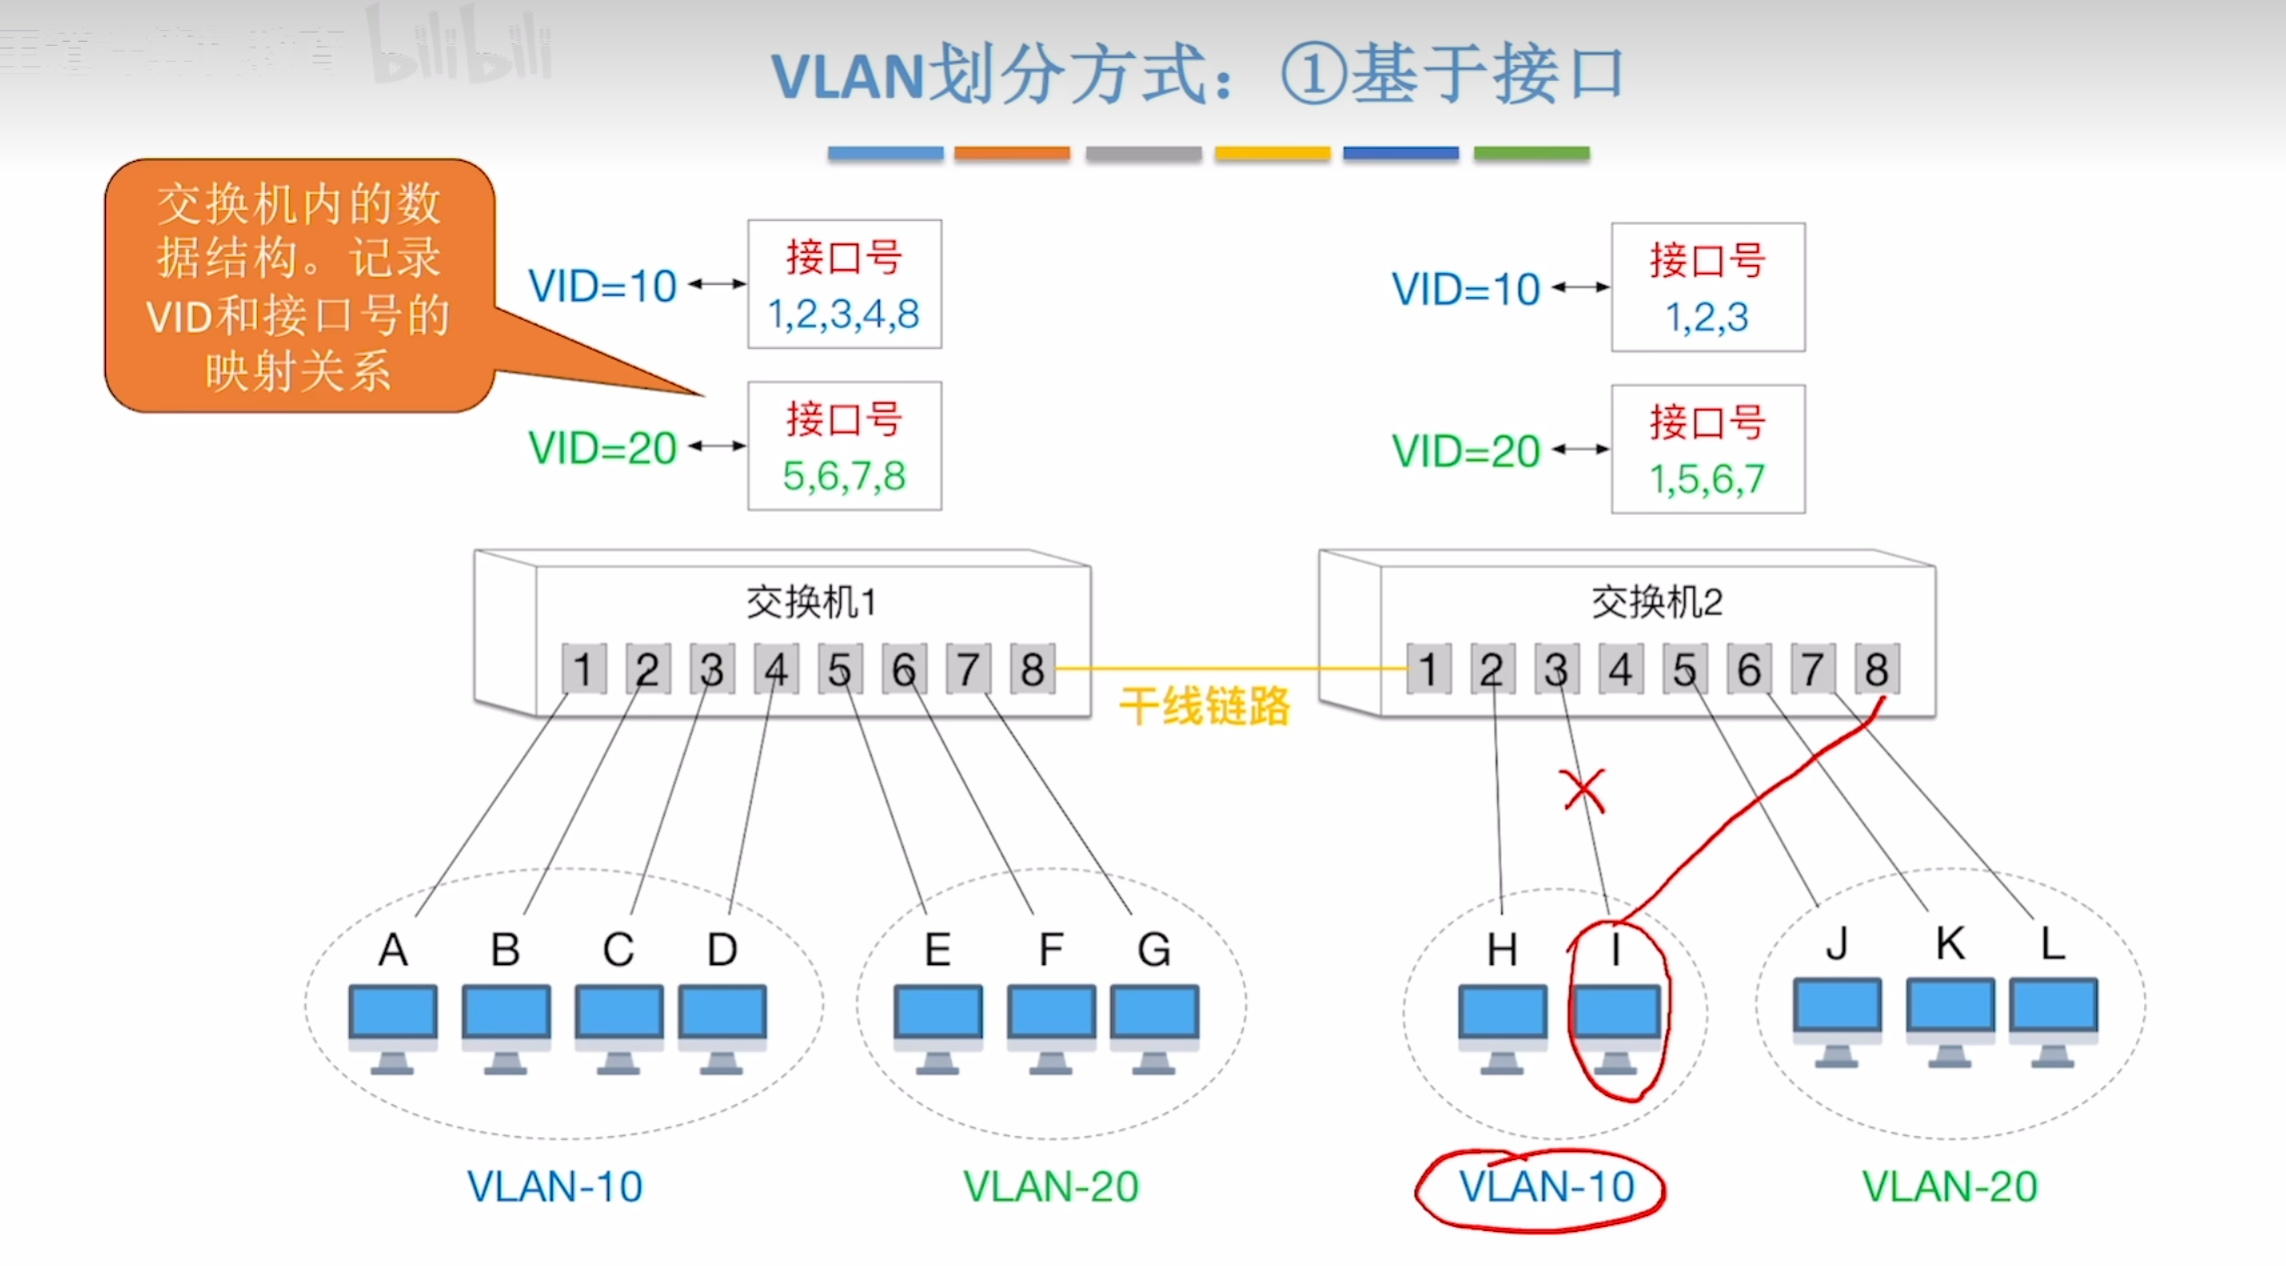 bilibili
VLAN划分方式：①基于接口
交换机内的数
据结构。记录
VID和接口号的
映射关系
VID=10
接口号
1,2,3,4,8
VID=20
接口号
5,6,7,8
VID=10
接口号
1,2,3
VID=20
接口号
1,5,6,7
交换机1
1 2 3 4 5 6 7 8
干线链路
交换机2
1 2 3 4 5 6 7 8
A B C D
E F G
H I
J K L
VLAN-10
VLAN-20
VLAN-10
VLAN-20